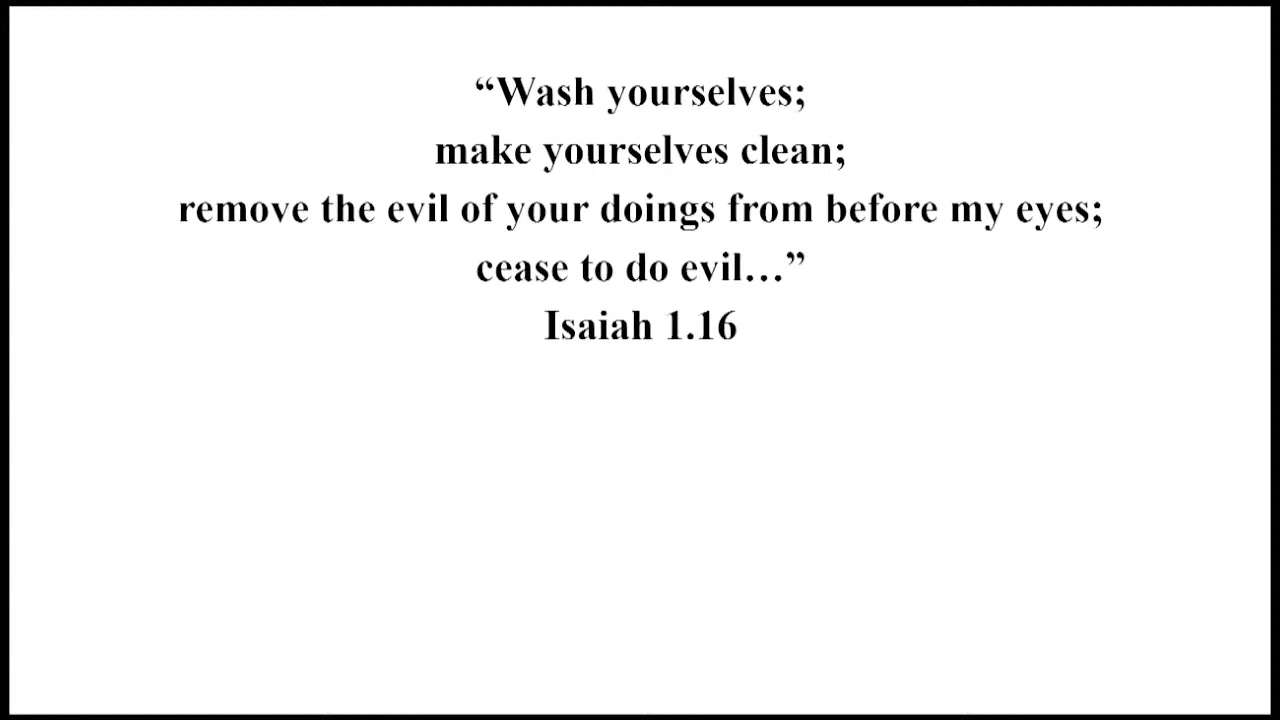 “Wash yourselves;
make yourselves clean;
remove the evil of your doings from before my eyes;
cease to do evil…”
Isaiah 1.16